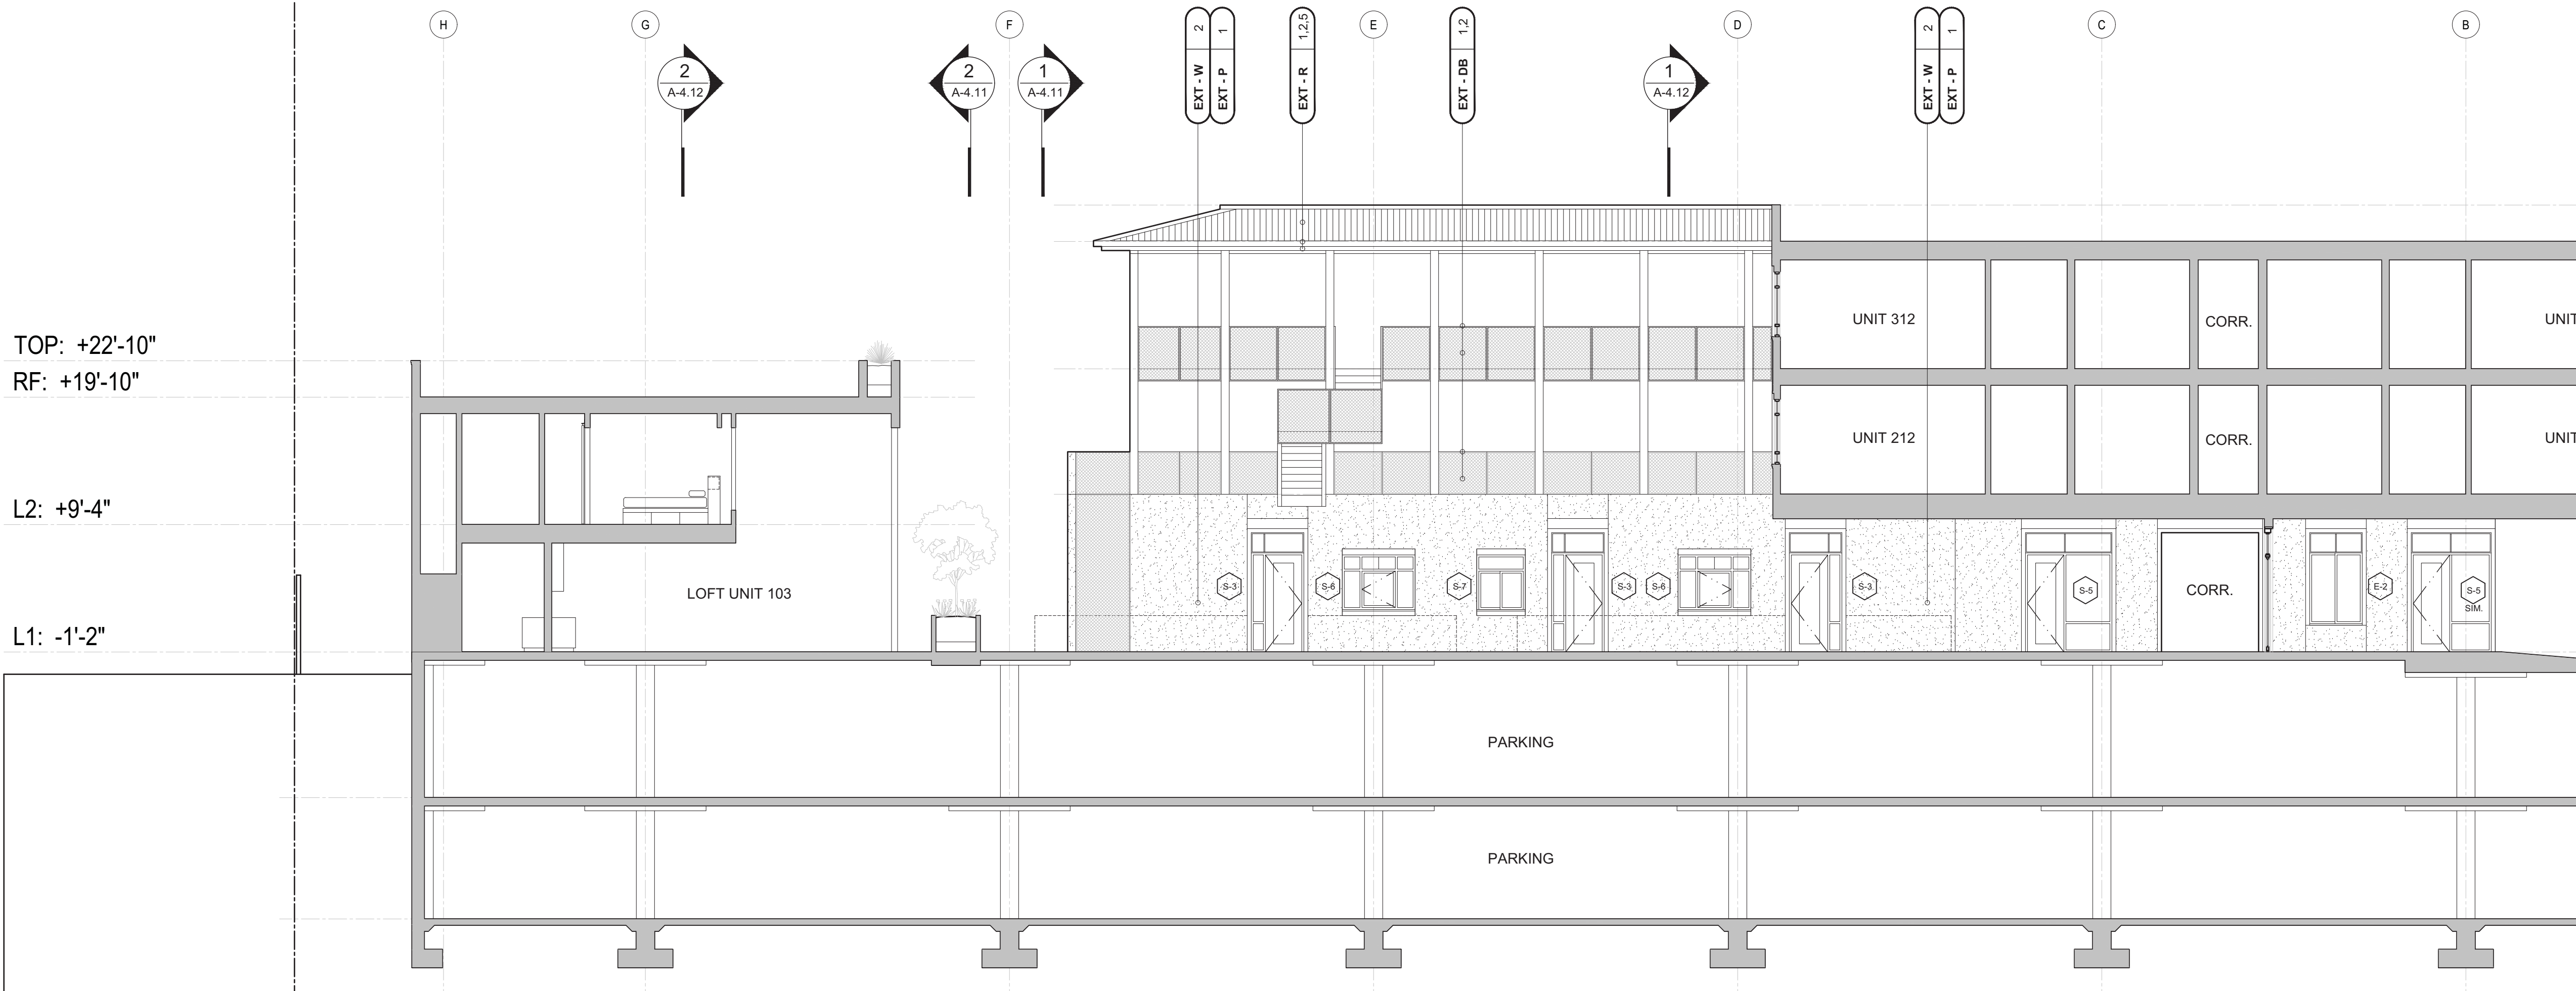 H
G
F
E
D
C
B
2
A-4.12
2
A-4.11
1
A-4.11
EXT - W 2
EXT - P 1
EXT - R 1,2,5
EXT - DB 1,2
1
A-4.12
EXT - W 2
EXT - P 1
TOP: +22'-10"
RF: +19'-10"
L2: +9'-4"
L1: -1'-2"
UNIT 312
CORR.
UNIT
UNIT 212
CORR.
UNIT
LOFT UNIT 103
S-3
S-6
S-7
S-3
S-6
S-3
S-5
CORR.
E-2
S-5
SIM.
PARKING
PARKING